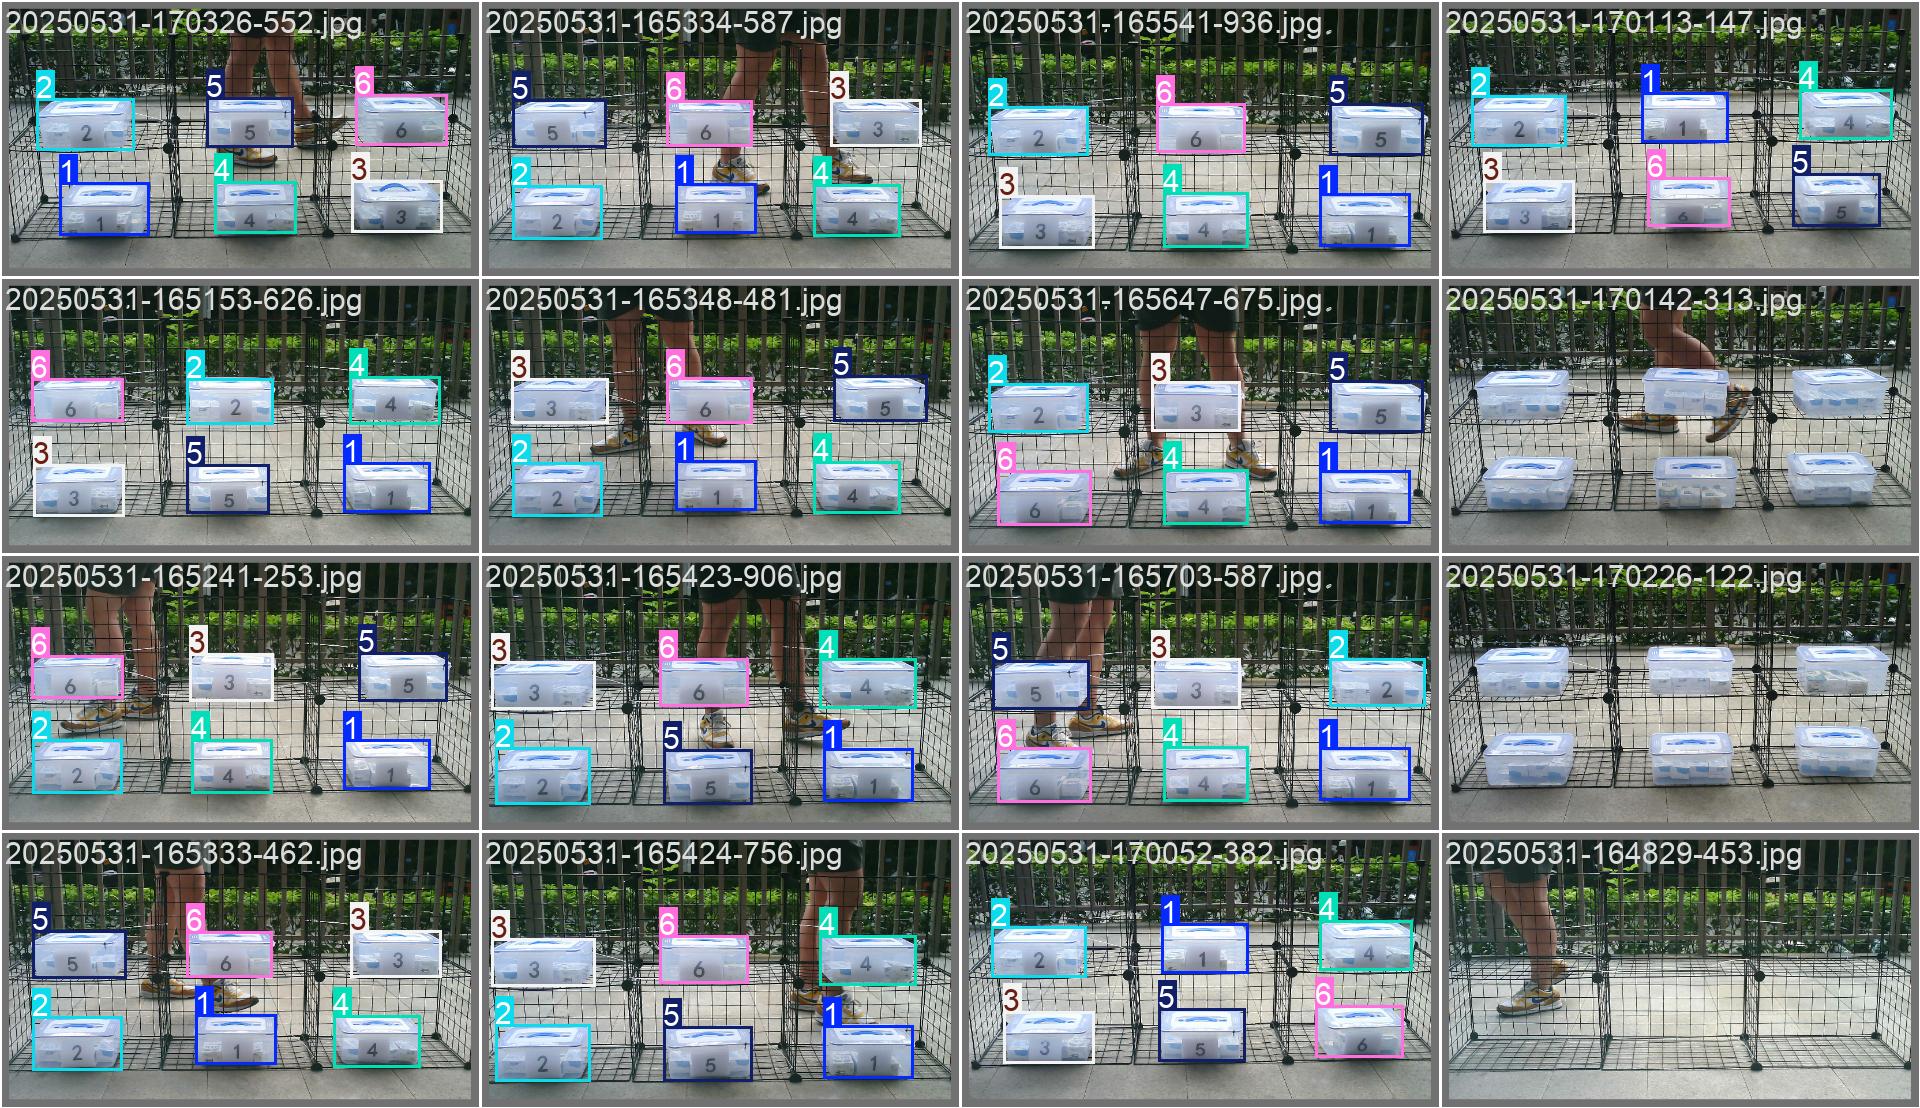 20250531-170326-552.jpg
2 5 6
2 5 6
1 4 3
1 4 3
20250531-165334-587.jpg
5 6 3
5 6 3
2 1 4
2 1 4
20250531-165541-936.jpg
2 6 5
2 6 5
3 4 1
3 4 1
20250531-170113-147.jpg
2 1 4
2 1 4
3 6 5
3 6 5
20250531-165153-626.jpg
6 2 4
6 2 4
3 5 1
3 5 1
20250531-165348-481.jpg
3 6 5
3 6 5
2 1 4
2 1 4
20250531-165647-675.jpg
2 3 5
2 3 5
6 4 1
6 4 1
20250531-170142-313.jpg
20250531-165241-253.jpg
6 3 5
6 3 5
2 4 1
2 4 1
20250531-165423-906.jpg
3 6 4
3 6 4
2 5 1
2 5 1
20250531-165703-587.jpg
5 3 2
5 3 2
6 4 1
6 4 1
20250531-170226-122.jpg
20250531-165333-462.jpg
5 6 3
5 6 3
2 1 4
2 1 4
20250531-165424-756.jpg
3 6 4
3 6 4
2 5 1
2 5 1
20250531-170052-382.jpg
2 1 4
2 1 4
3 5 6
3 5 6
20250531-164829-453.jpg